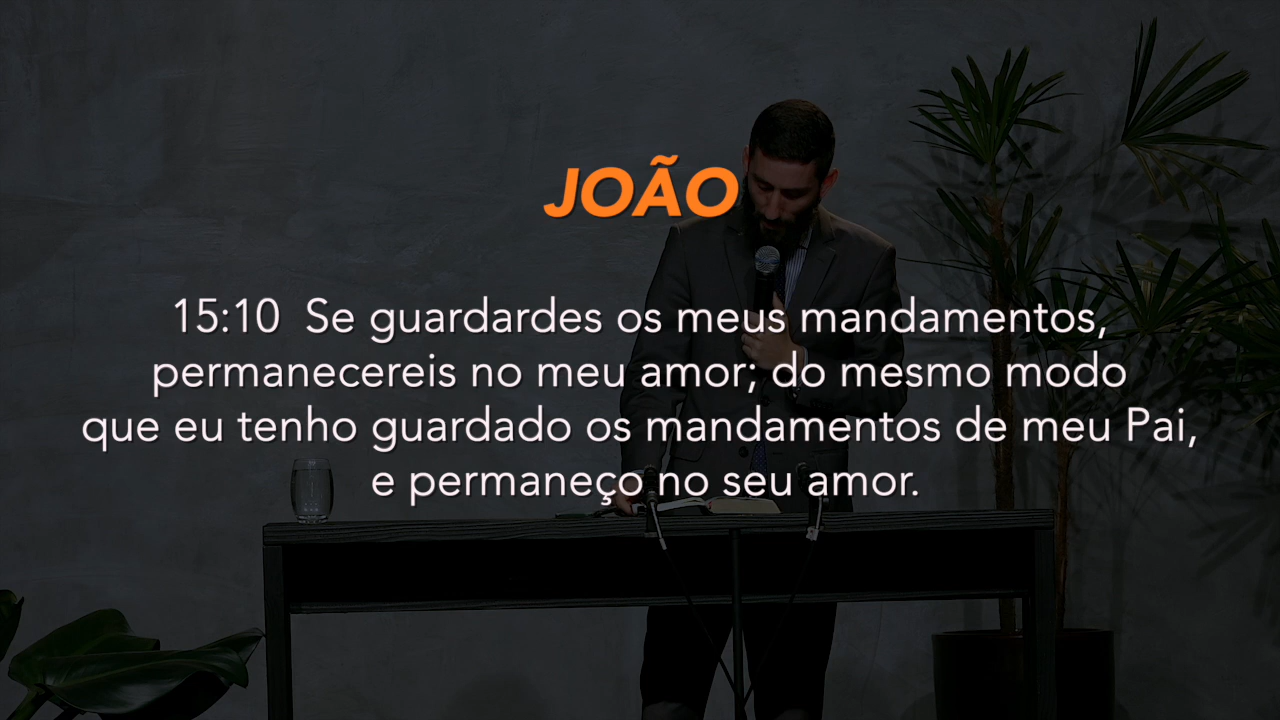 JOÃO
15:10 Se guardardes os meus mandamentos,
permanecereis no meu amor; do mesmo modo
que eu tenho guardado os mandamentos de meu Pai,
e permaneço no seu amor.